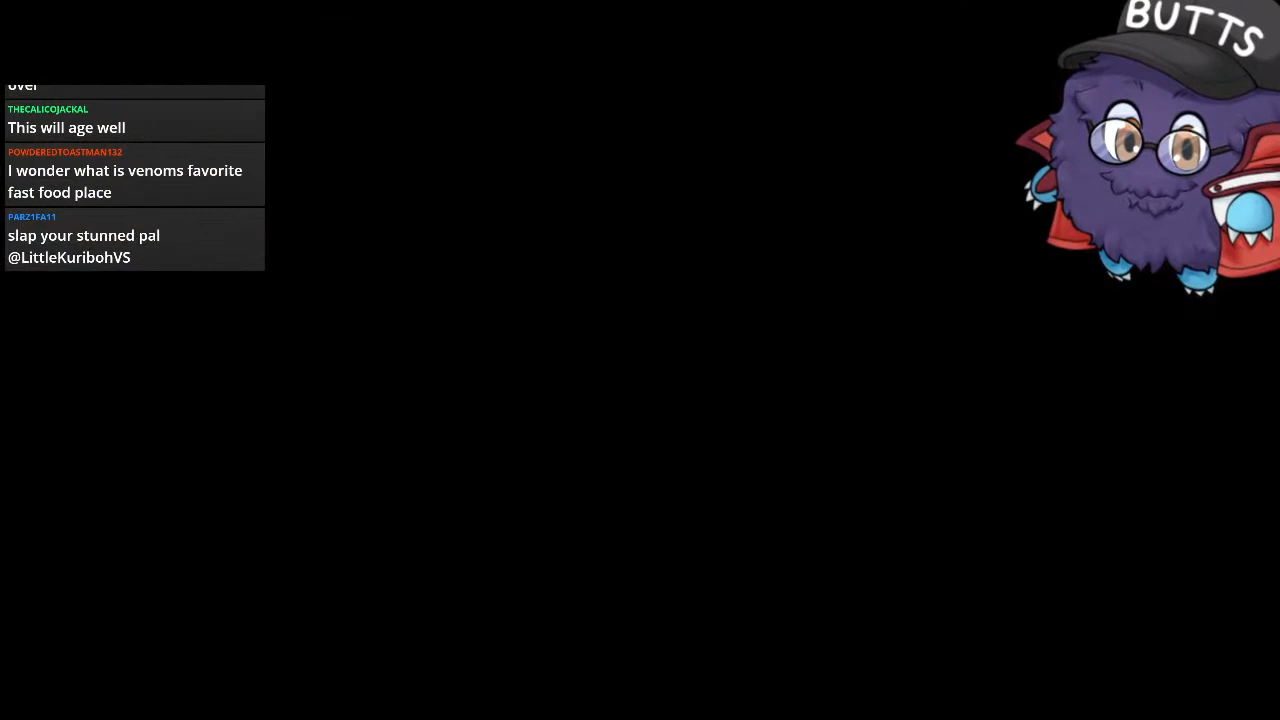 BUTTS
over
THECALICOJACKAL
This will age well
POWDEREDTOASTMAN132
I wonder what is venoms favorite
fast food place
PARZ1FA11
slap your stunned pal
@LittleKuribohVS